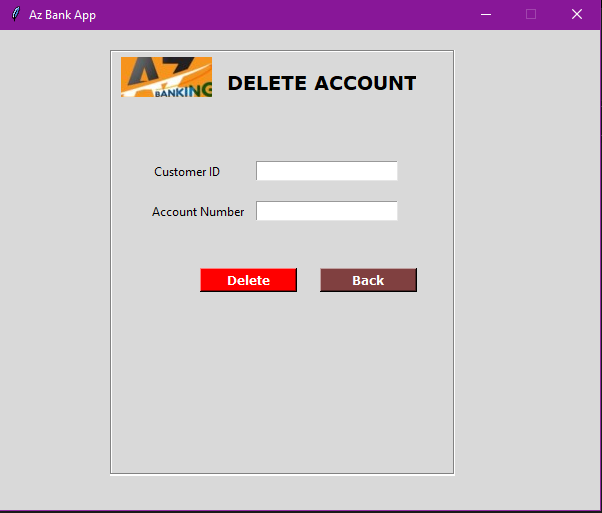 Az Bank App
AZ
BANKING
DELETE ACCOUNT
Customer ID
Account Number
Delete
Back